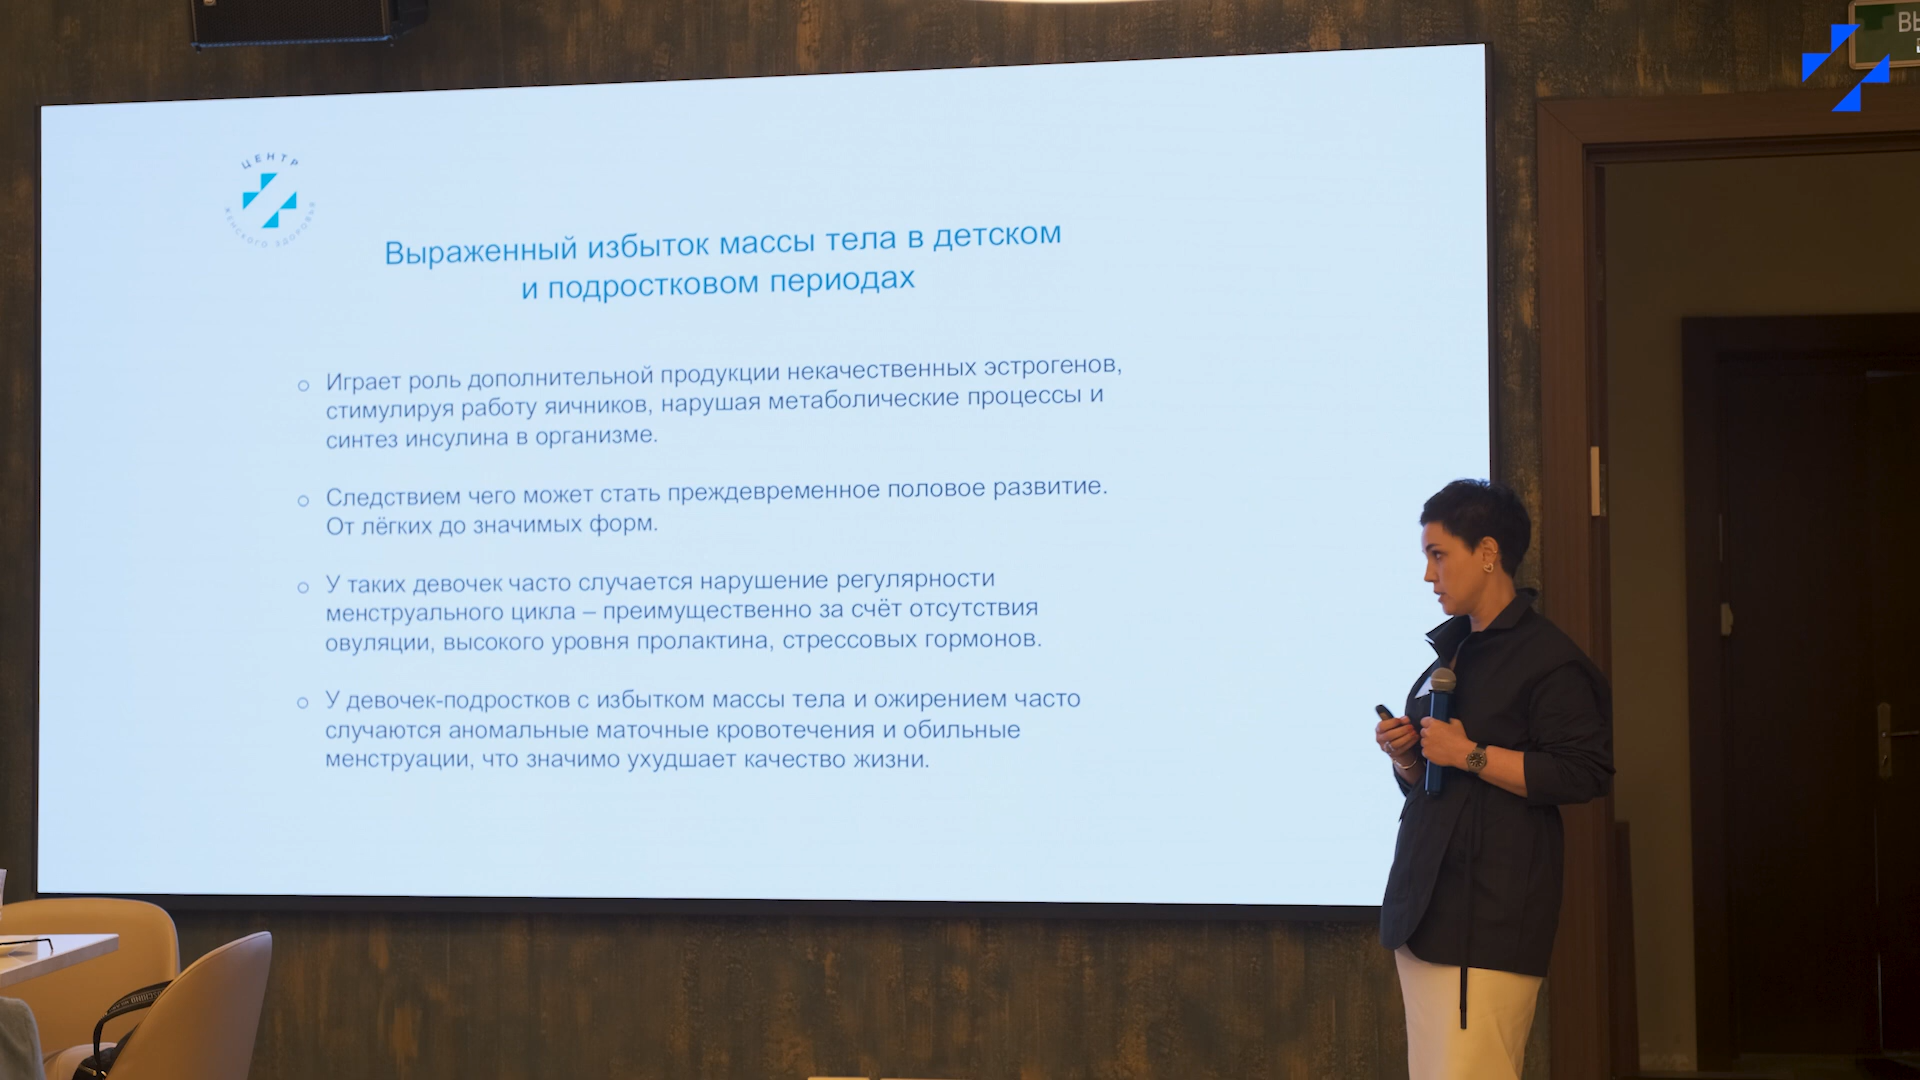 ВЫ
ЦЕНТР
ЖЕНСКОГО ЗДОРОВЬЯ
Выраженный избыток массы тела в детском
и подростковом периодах
Играет роль дополнительной продукции некачественных эстрогенов,
стимулируя работу яичников, нарушая метаболические процессы и
синтез инсулина в организме.
Следствием чего может стать преждевременное половое развитие.
От лёгких до значимых форм.
У таких девочек часто случается нарушение регулярности
менструального цикла – преимущественно за счёт отсутствия
овуляции, высокого уровня пролактина, стрессовых гормонов.
У девочек-подростков с избытком массы тела и ожирением часто
случаются аномальные маточные кровотечения и обильные
менструации, что значимо ухудшает качество жизни.